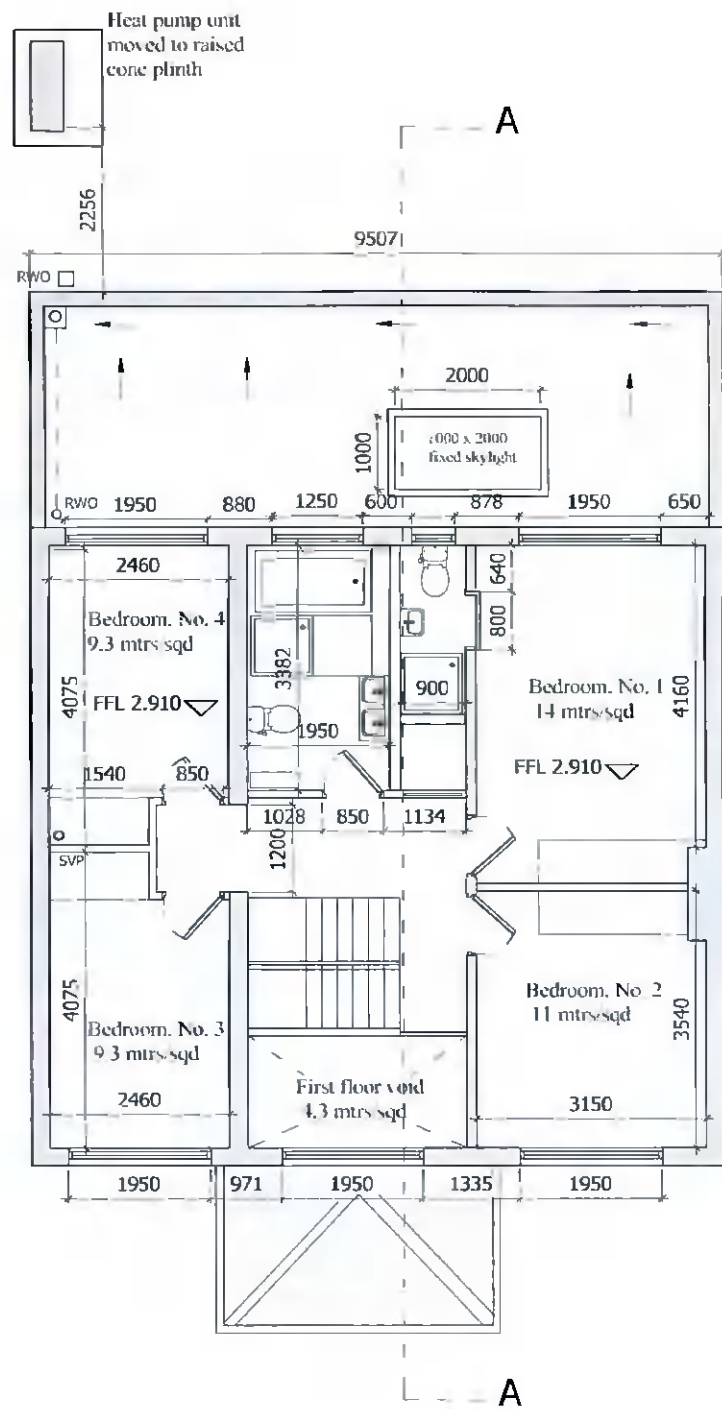 Heat pump unit
moved to raised
conc plinth
A
2256
9507
RWO
2000
1000
1000 x 2000
fixed skylight
RWO 1950 880 1250 600 878 1950 650
2460
640
Bedroom. No. 4
9.3 mtrs/sqd
800
4075
3382
FFL 2.910
900
Bedroom. No. 1
14 mtrs/sqd
4160
1950
FFL 2.910
1540 850
1028 850 1134
1200
SVP
4075
Bedroom. No. 2
11 mtrs/sqd
3540
Bedroom. No. 3
9.3 mtrs/sqd
First floor void
4.3 mtrs sqd
2460
3150
1950 971 1950 1335 1950
A